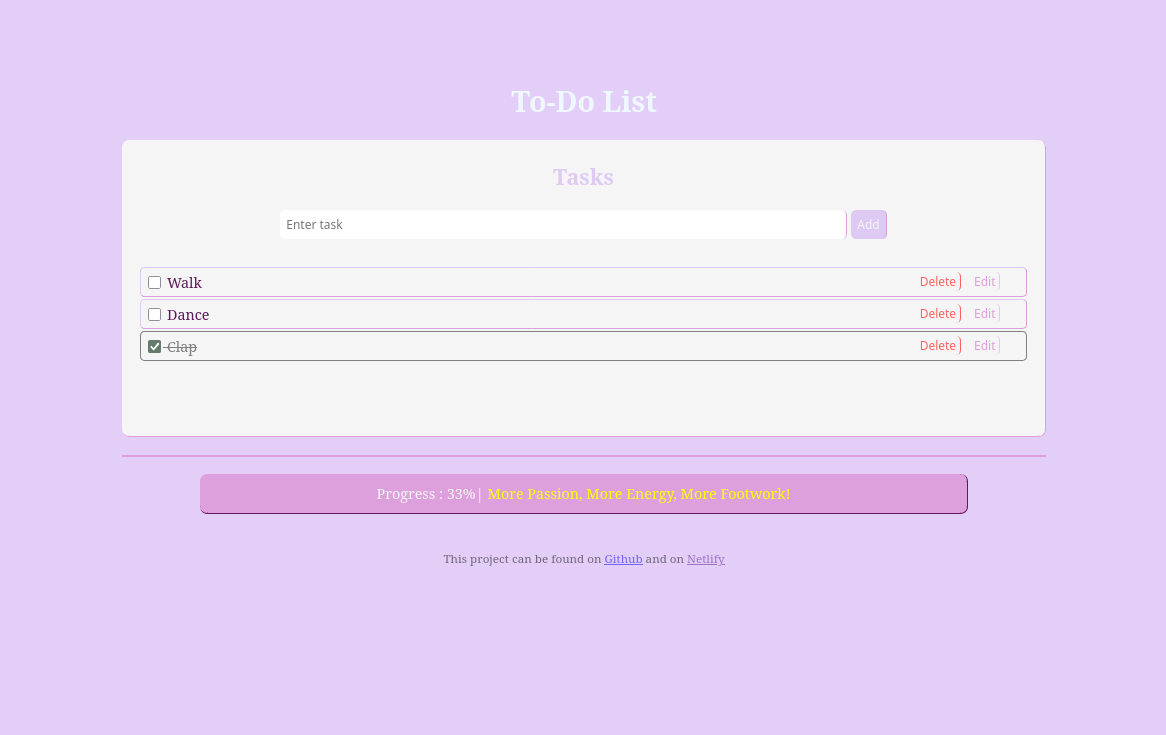 To-Do List
Tasks
Enter task Add
Walk Delete Edit
Dance Delete Edit
Clap Delete Edit
Progress : 33%| More Passion, More Energy, More Footwork!
This project can be found on Github and on Netlify